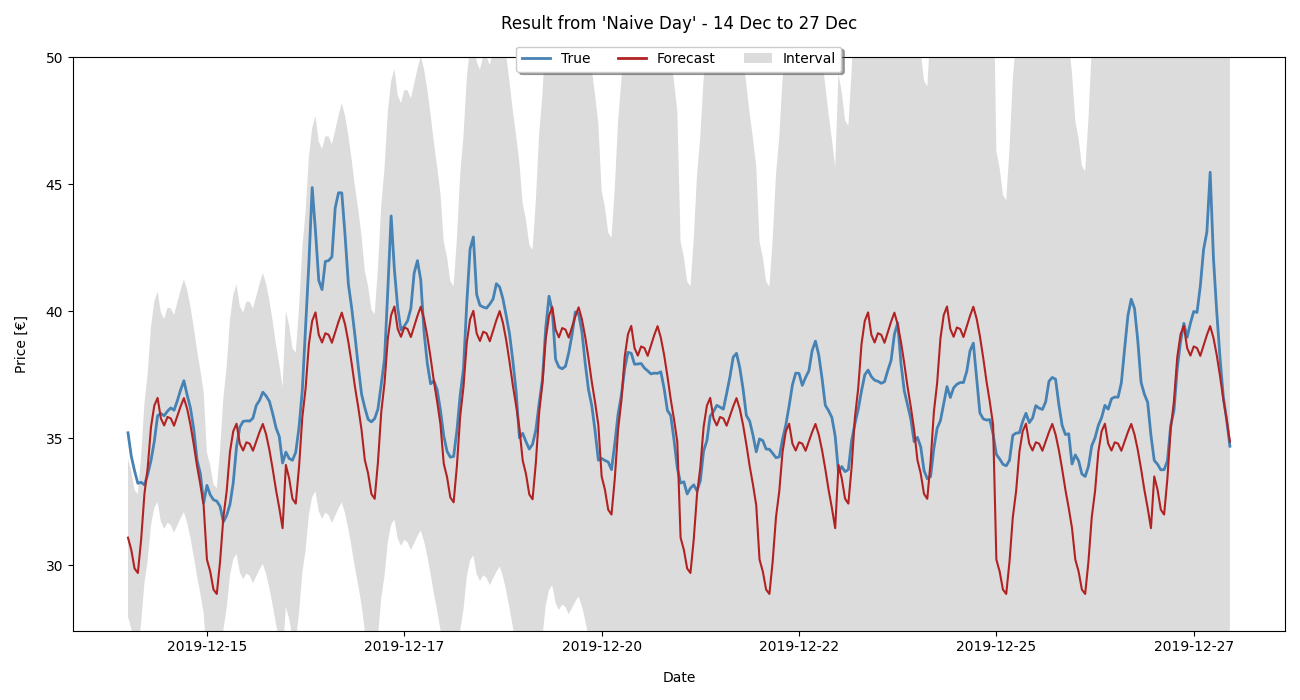 Result from 'Naive Day' - 14 Dec to 27 Dec
True Forecast Interval
50
45
40
35
30
Price [€]
2019-12-15 2019-12-17 2019-12-20 2019-12-22 2019-12-25 2019-12-27
Date